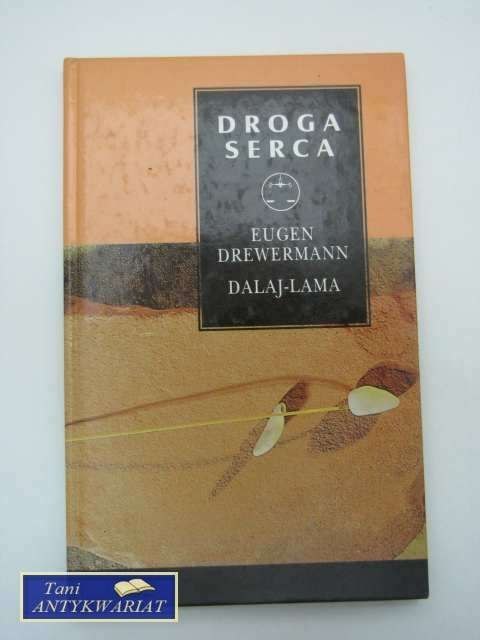 DROGA
SERCA
EUGEN
DREWERMANN
DALAJ-LAMA
Tani
ANTYKWARIAT